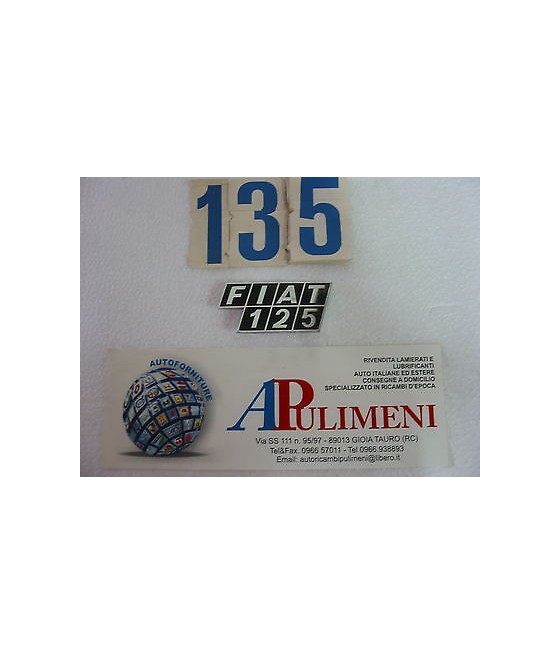 135
FIAT
125
AUTOFORNITURE
RIVENDITA LAMIERATI E
LUBRIFICANTI
AUTO ITALIANE ED ESTERE
CONSEGNE A DOMICILIO
SPECIALIZZATO IN RICAMBI D'EPOCA
APULIMENI
Via SS 111 n. 95/97 - 89013 GIOIA TAURO (RC)
Tel&Fax. 0966 57011 - Tel 0966.938693
Email: autoricambipulimeni@libero.it